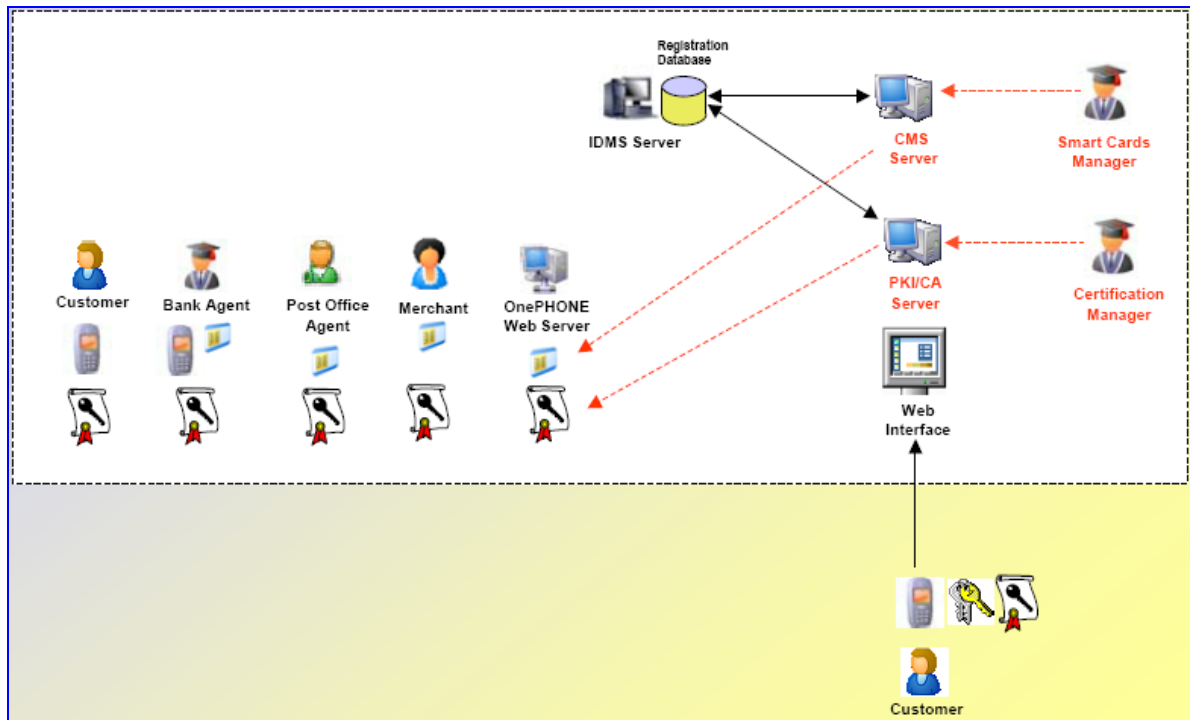 Registration
Database
IDMS Server
CMS
Server
Smart Cards
Manager
Customer
Bank Agent
Post Office
Agent
Merchant
OnePHONE
Web Server
PKI/CA
Server
Certification
Manager
Web
Interface
Customer